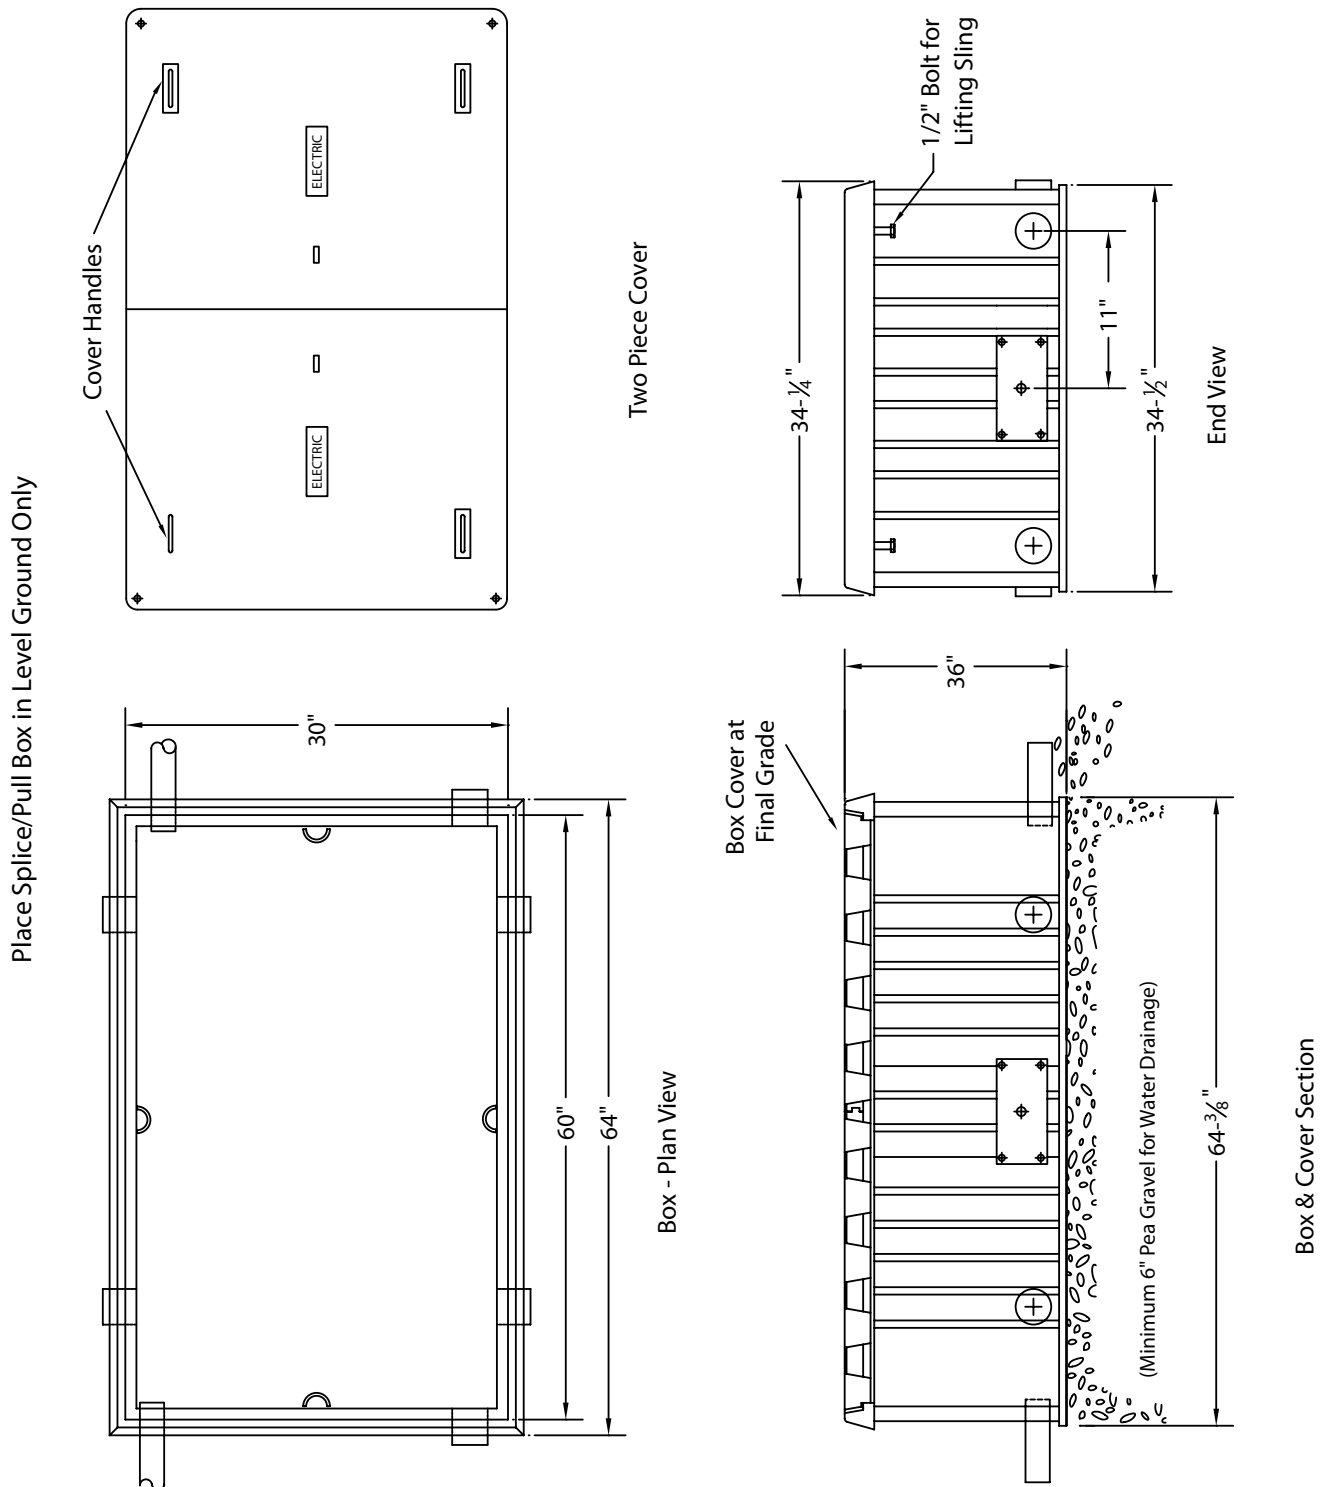 Place Splice/Pull Box in Level Ground Only
Cover Handles
ELECTRIC
ELECTRIC
Two Piece Cover
30"
60"
64"
Box - Plan View
1/2" Bolt for
Lifting Sling
34-¼"
11"
34-½"
End View
Box Cover at
Final Grade
36"
(Minimum 6" Pea Gravel for Water Drainage)
64-⅜"
Box & Cover Section